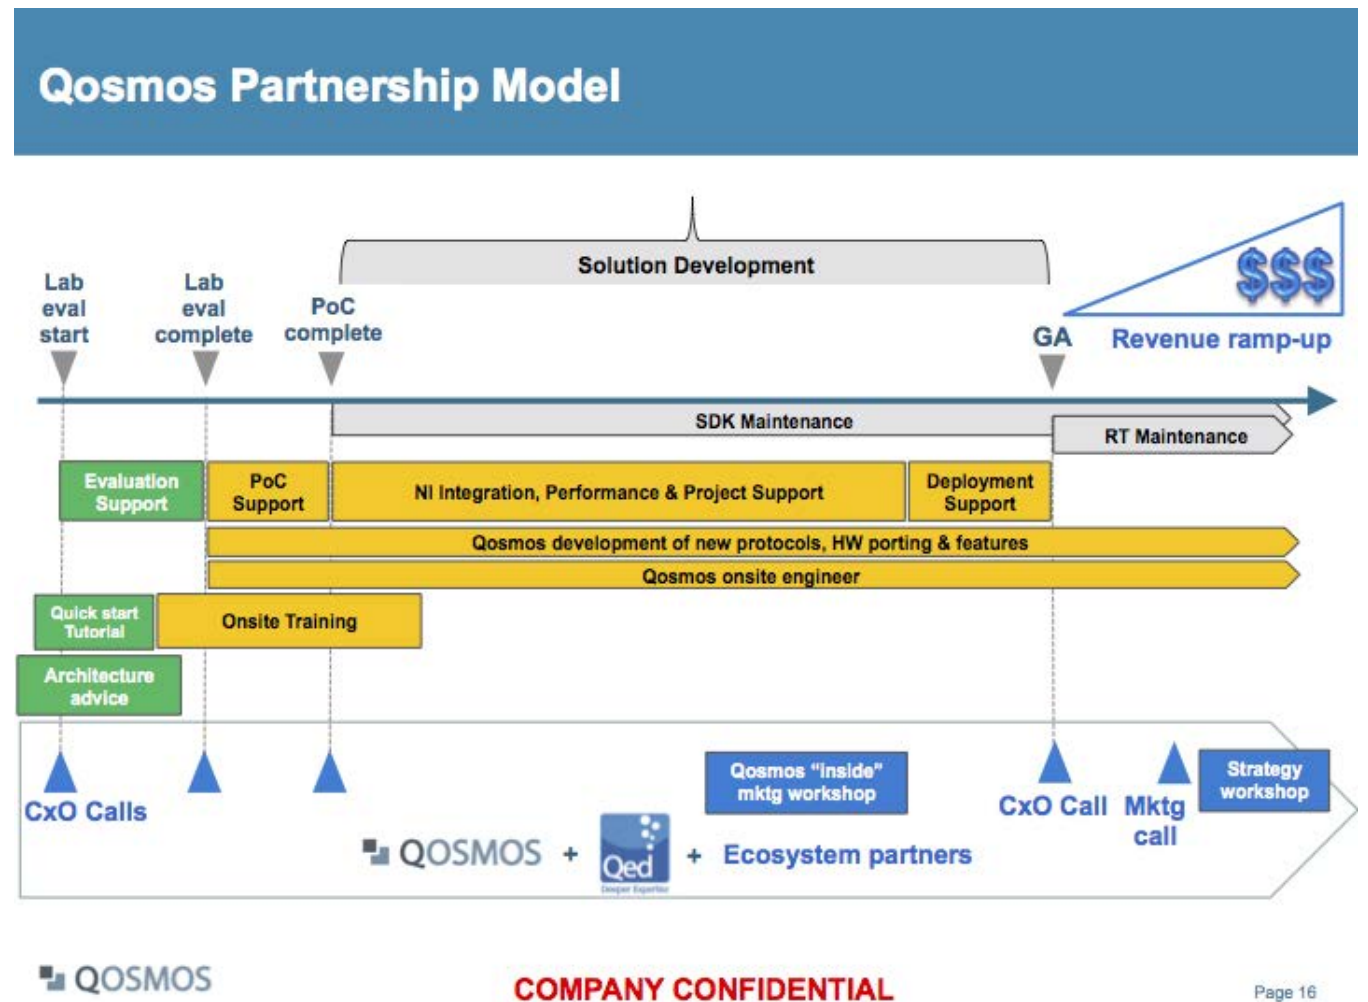 Qosmos Partnership Model
Solution Development
$$$
Lab
eval
start
Lab
eval
complete
PoC
complete
GA
Revenue ramp-up
SDK Maintenance
RT Maintenance
Evaluation
Support
PoC
Support
NI Integration, Performance & Project Support
Deployment
Support
Qosmos development of new protocols, HW porting & features
Qosmos onsite engineer
Quick start
Tutorial
Onsite Training
Architecture
advice
CxO Calls
Qosmos "inside"
mktg workshop
CxO Call
Mktg
call
Strategy
workshop
QOSMOS + Qed + Ecosystem partners
Deeper Expertise
QOSMOS
COMPANY CONFIDENTIAL
Page 16